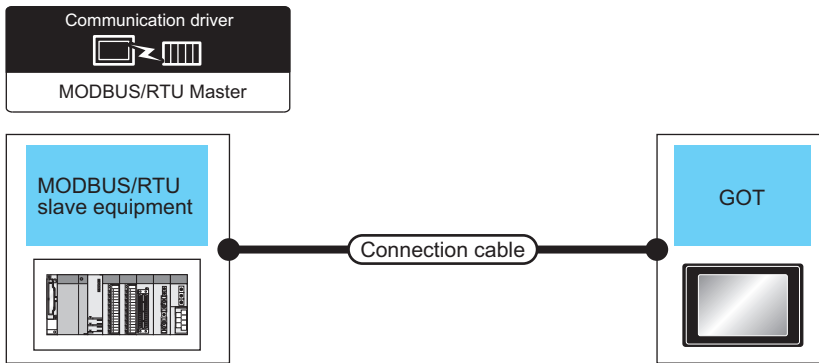 Communication driver
MODBUS/RTU Master
MODBUS/RTU
slave equipment
Connection cable
GOT